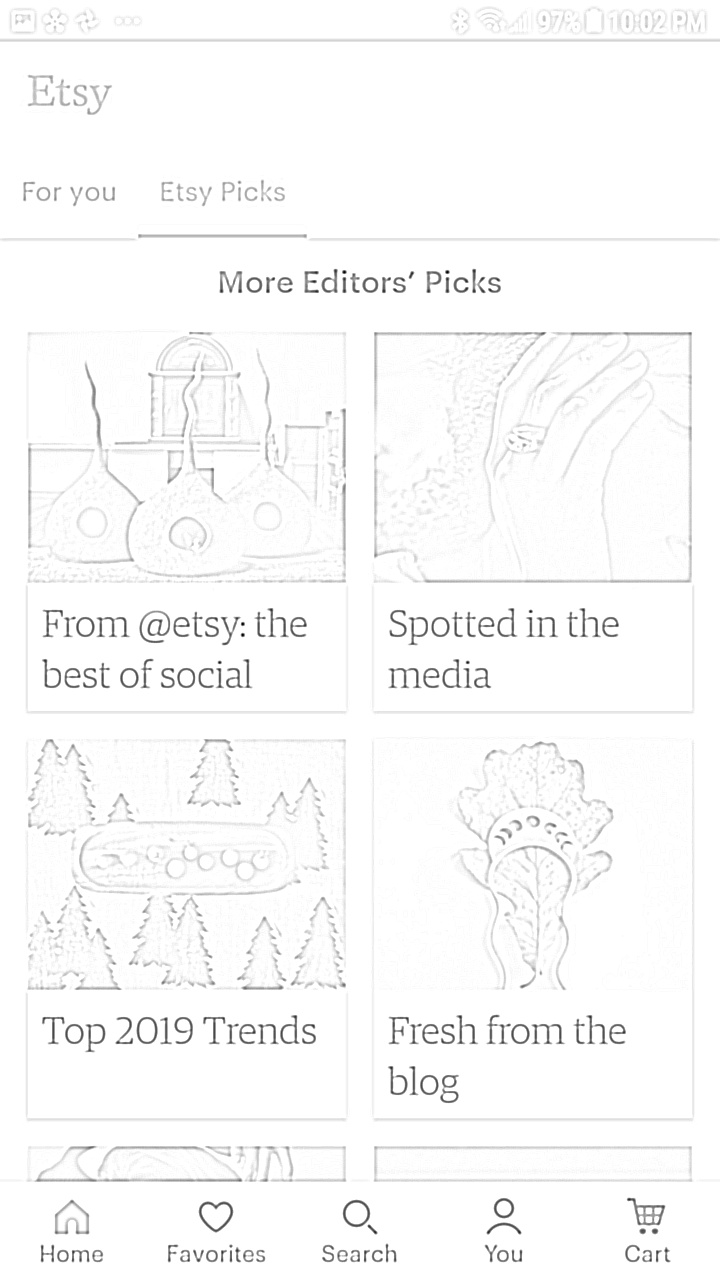 97% 10:02 PM
Etsy
For you Etsy Picks
More Editors' Picks
From @etsy: the
best of social
Spotted in the
media
Top 2019 Trends
Fresh from the
blog
Home Favorites Search You Cart